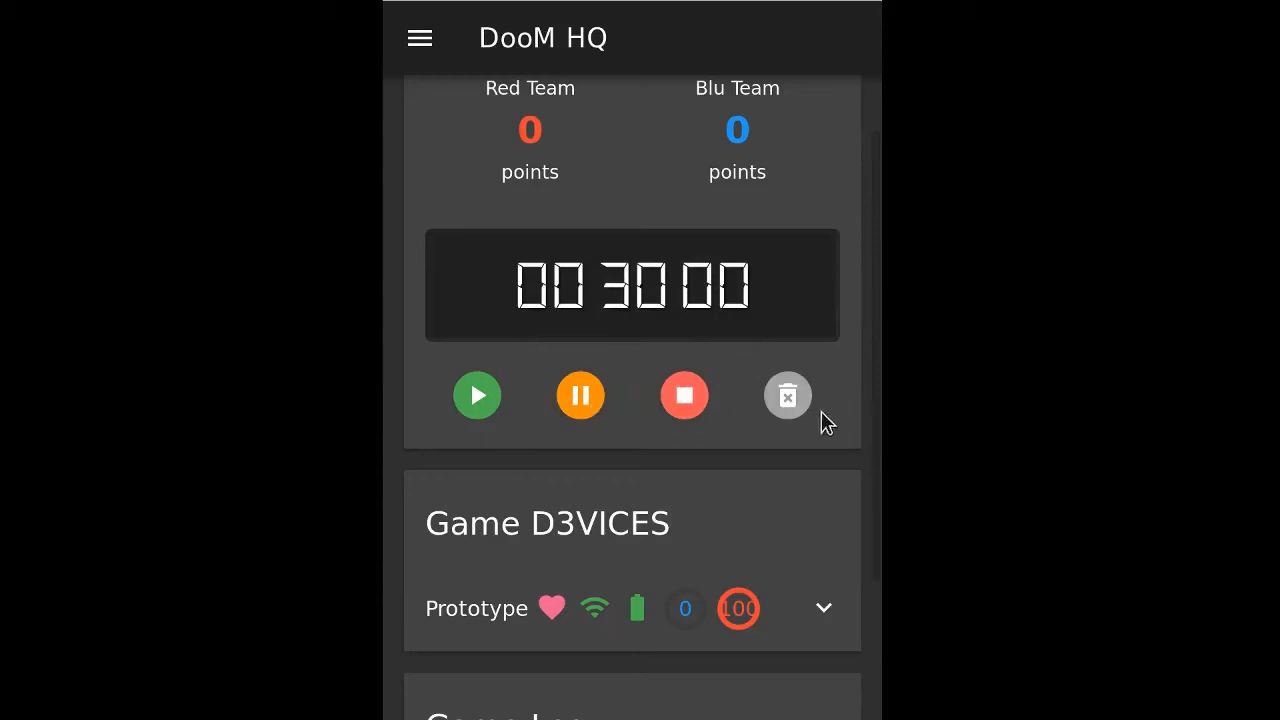 DooM HQ
Red Team Blu Team
0 0
points points
00 30 00
Game D3VICES
Prototype 0 100